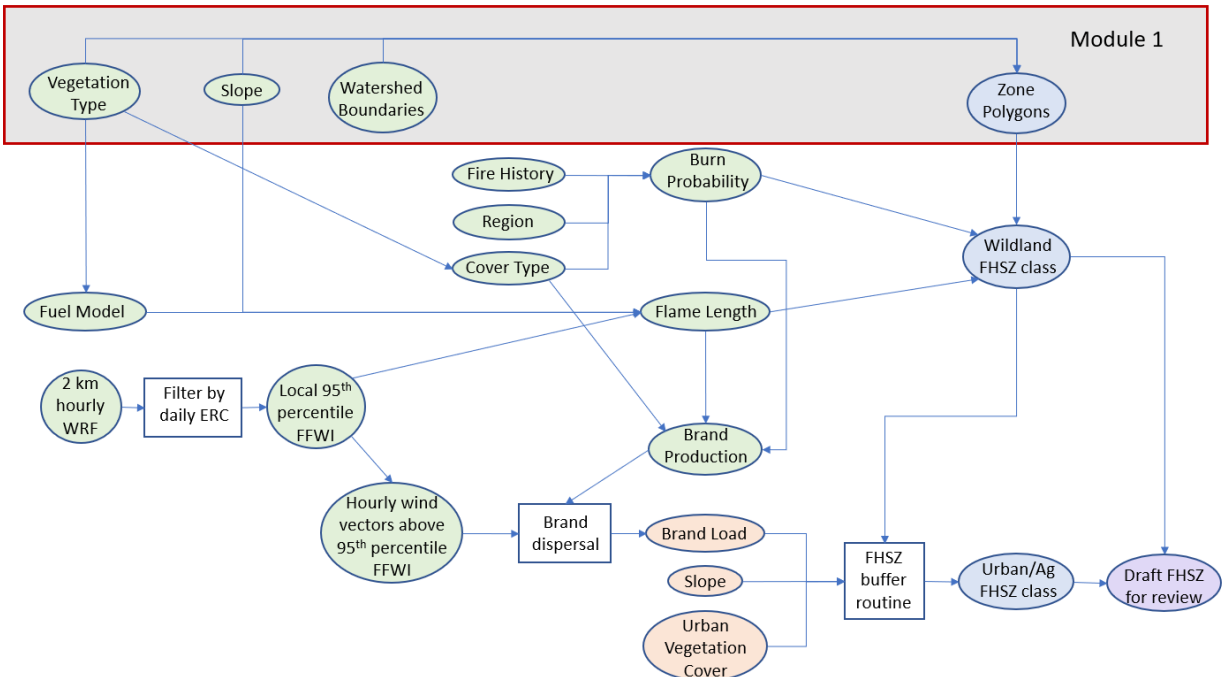 Module 1
Vegetation
Type
Slope
Watershed
Boundaries
Zone
Polygons
Fire History
Burn
Probability
Region
Wildland
FHSZ class
Cover Type
Fuel Model
Flame Length
2 km
hourly
WRF
Filter by
daily ERC
Local 95th
percentile
FFWI
Brand
Production
Hourly wind
vectors above
95th percentile
FFWI
Brand
dispersal
Brand Load
Slope
Urban
Vegetation
Cover
FHSZ
buffer
routine
Urban/Ag
FHSZ class
Draft FHSZ
for review